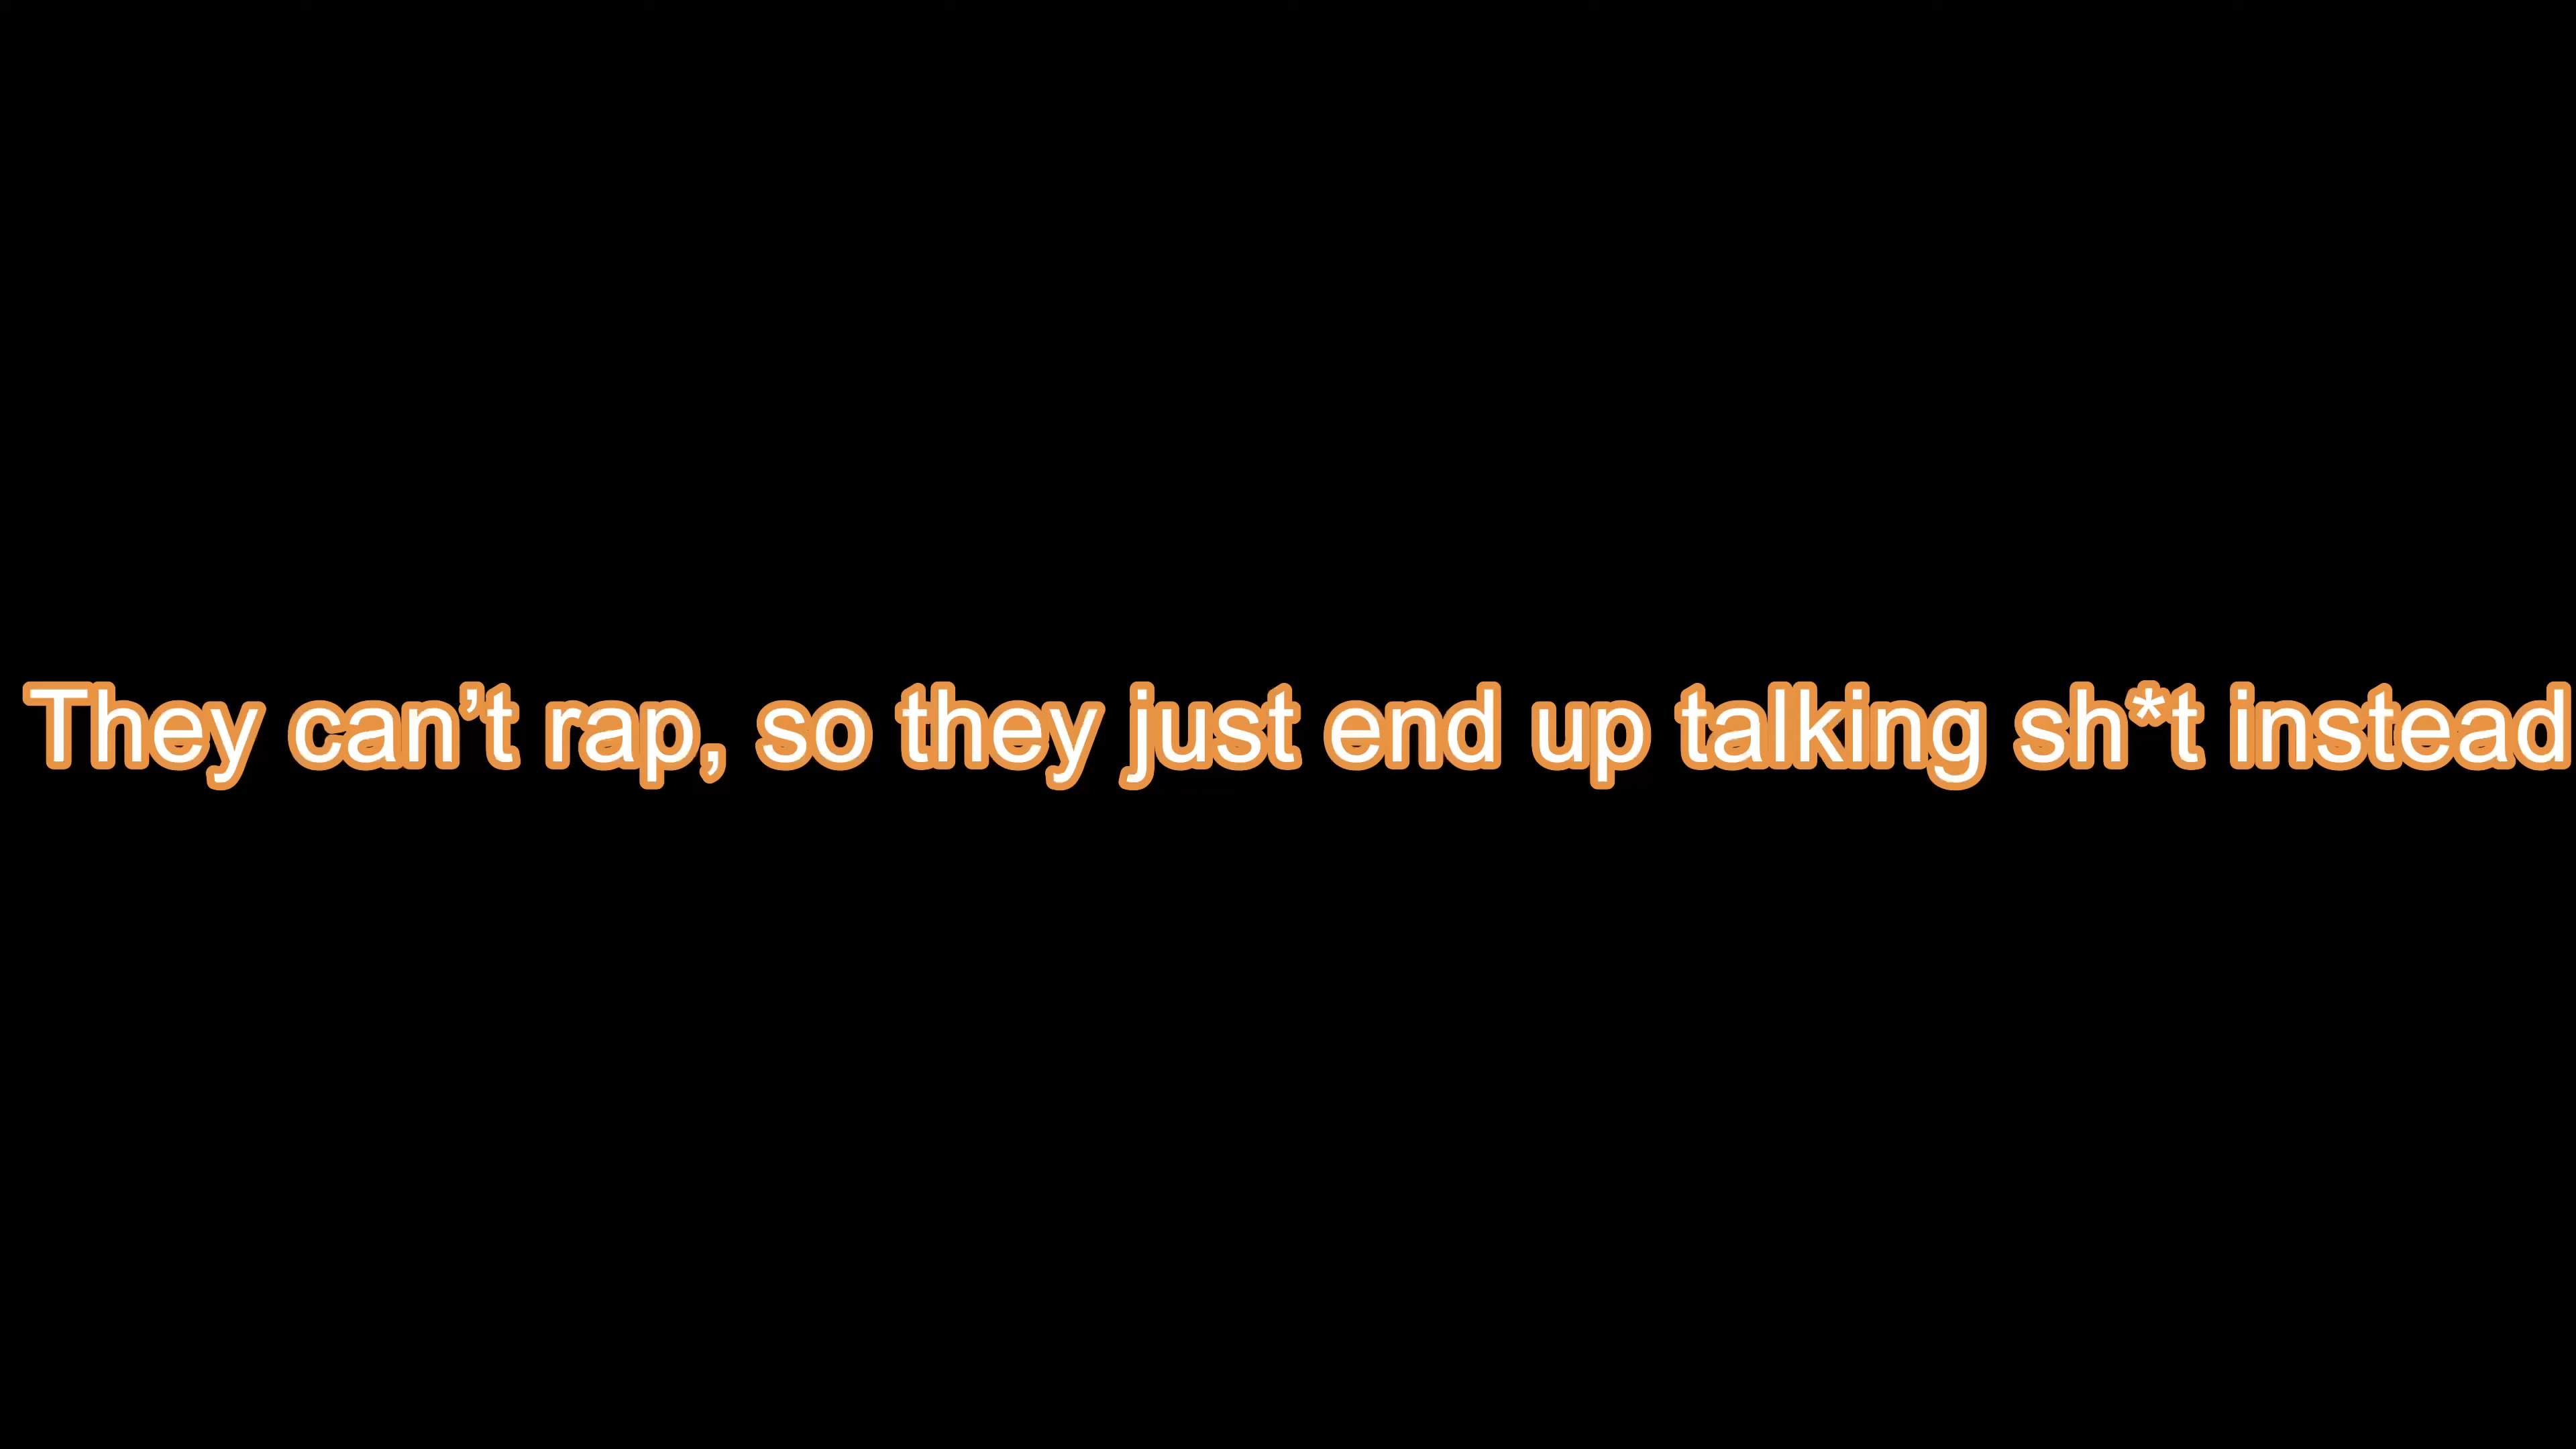 They can’t rap, so they just end up talking sh*t instead